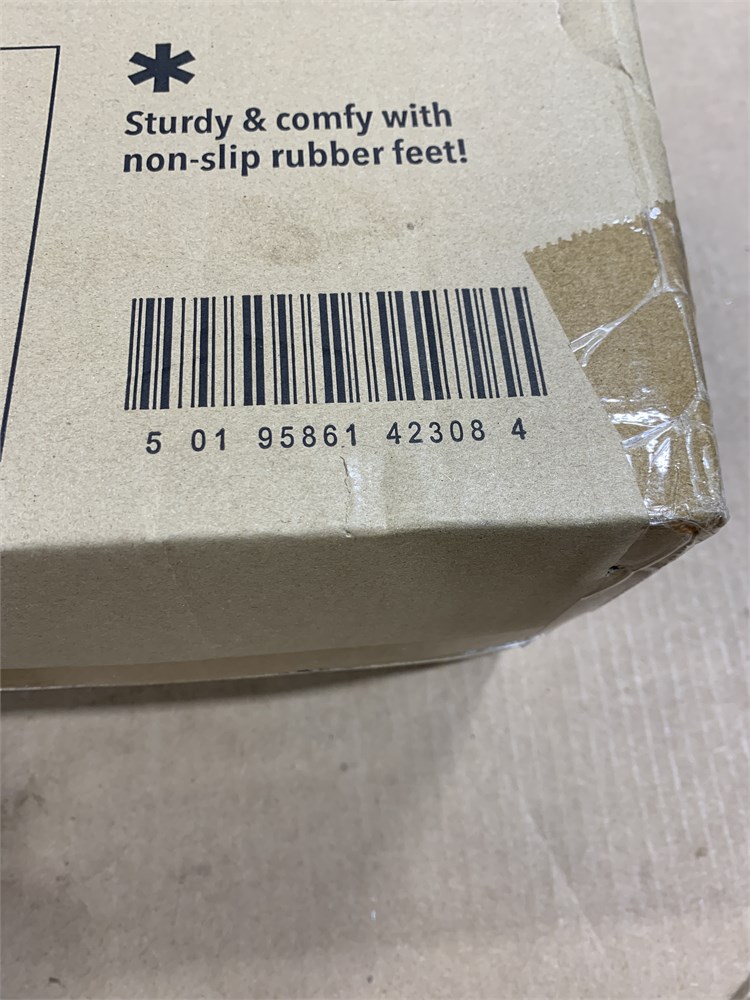 *
Sturdy & comfy with
non-slip rubber feet!
5 01 95861 42308 4